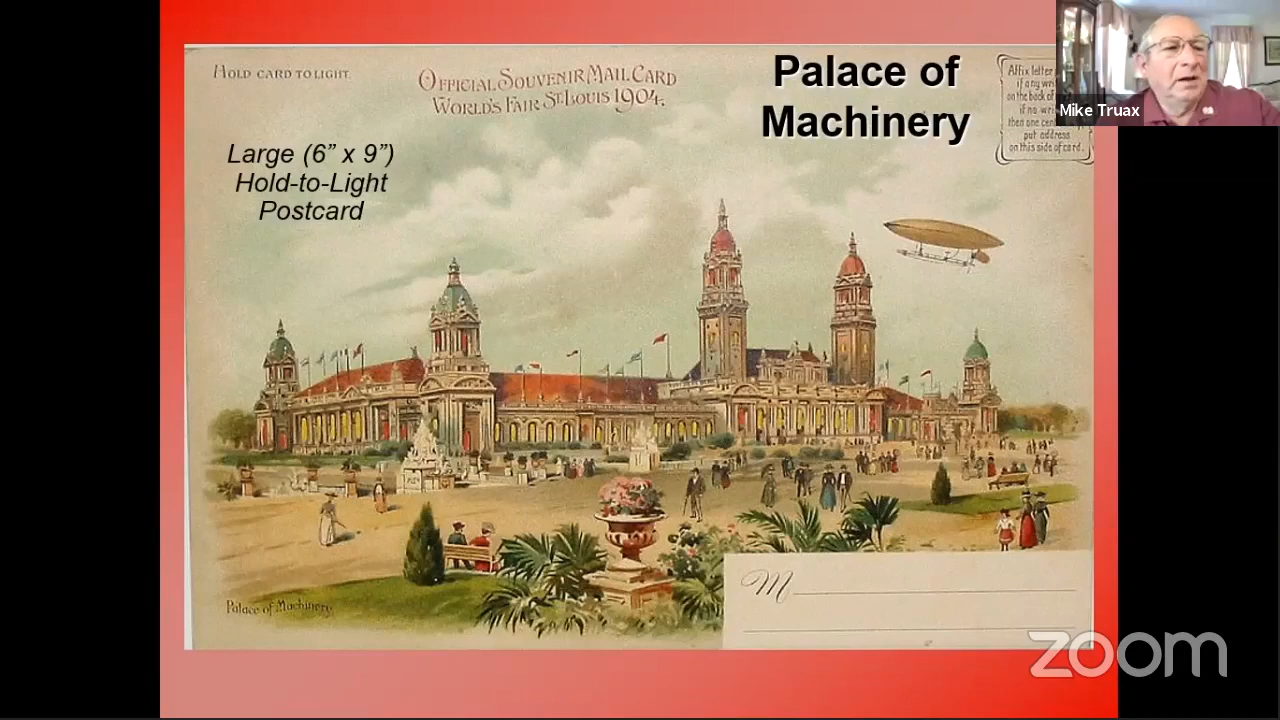 HOLD CARD TO LIGHT.
OFFICIAL SOUVENIR MAIL CARD
WORLD'S FAIR ST. LOUIS 1904.
Palace of
Machinery
Large (6” x 9”)
Hold-to-Light
Postcard
Affix letter
if any wri
on the back of
if no wri
then one cen
put address
on this side of card.
Mike Truax
Palace of Machinery.
M
zoom